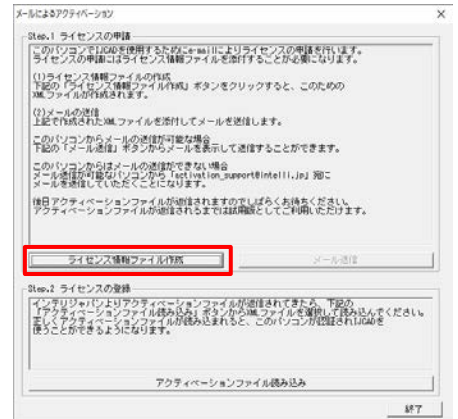 メールによるアクティベーション
Step.1 ライセンスの申請
このパソコンでIJCADを使用するためにe-mailによりライセンスの申請を行います。
ライセンスの申請にはライセンス情報ファイルを添付することが必要になります。
(1)ライセンス情報ファイルの作成
下記の「ライセンス情報ファイル作成」ボタンをクリックすると、このための
XMLファイルが作成されます。
(2)メールの送信
上記で作成されたXMLファイルを添付してメールを送信します。
このパソコンからメールの送信が可能な場合
下記の「メール送信」ボタンからメールを表示して送信することができます。
このパソコンからはメールの送信ができない場合
メール送信が可能なパソコンから「activation_support@intelli.jp」宛に
メールを送信していただくことになります。
後日アクティベーションファイルが返信されますのでしばらくお待ちください。
アクティベーションファイルが返信されるまでは試用版としてご利用いただけます。
ライセンス情報ファイル作成
メール送信
Step.2 ライセンスの登録
インテリジャパンよりアクティベーションファイルが返信されてきたら、下記の
「アクティベーションファイル読み込み」ボタンからXMLファイルを選択して読み込んでください。
正しくアクティベーションファイルが読み込まれると、このパソコンが認証されIJCADを
使うことができるようになります。
アクティベーションファイル読み込み
終了